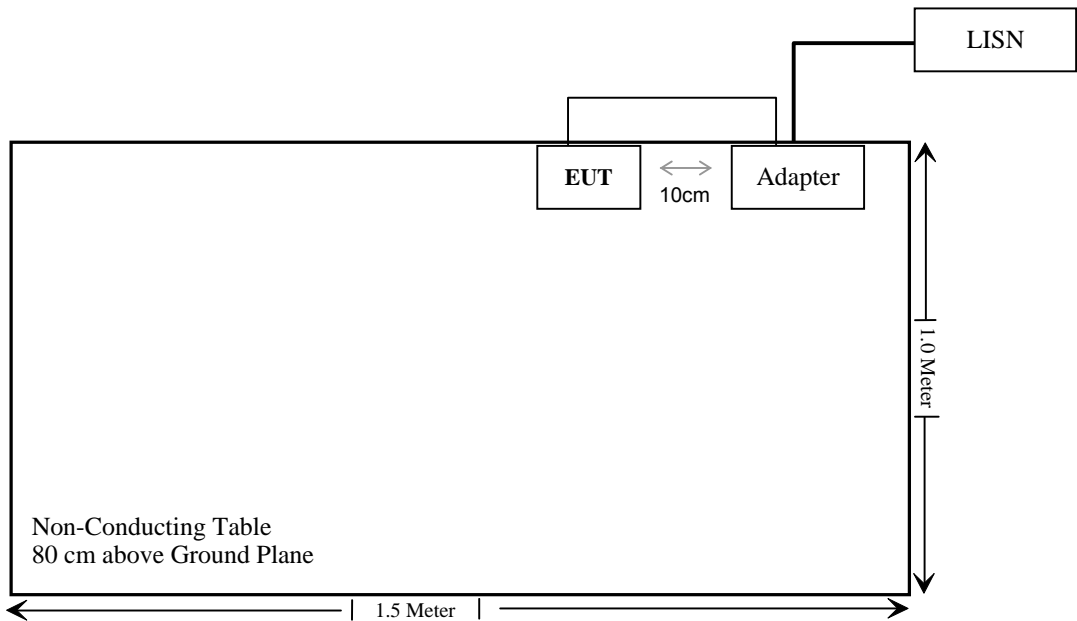 LISN
EUT
10cm
Adapter
1.0 Meter
Non-Conducting Table
80 cm above Ground Plane
1.5 Meter